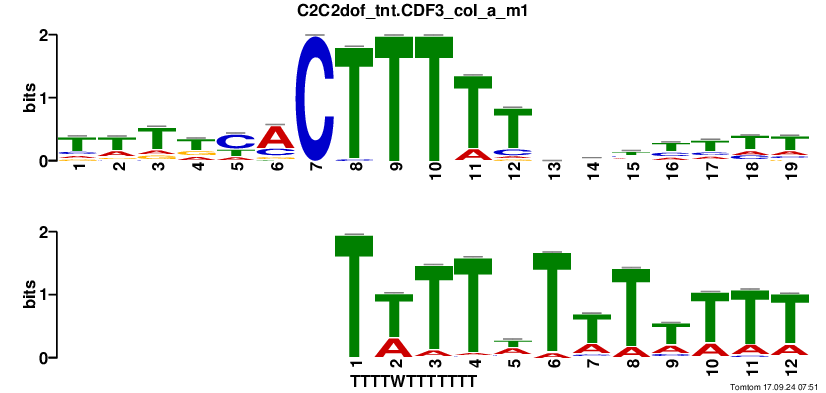 C2C2dof_tnt.CDF3_col_a_m1
2
1
0
bits
T T T T C A C T T T T T T T T T T
1 2 3 4 5 6 7 8 9 10 11 12 13 14 15 16 17 18 19
2
1
0
bits
T T T T T T T T T T T T
1 2 3 4 5 6 7 8 9 10 11 12
TTTTWTTTTTTT
Tomtom 17.09.24 07:51